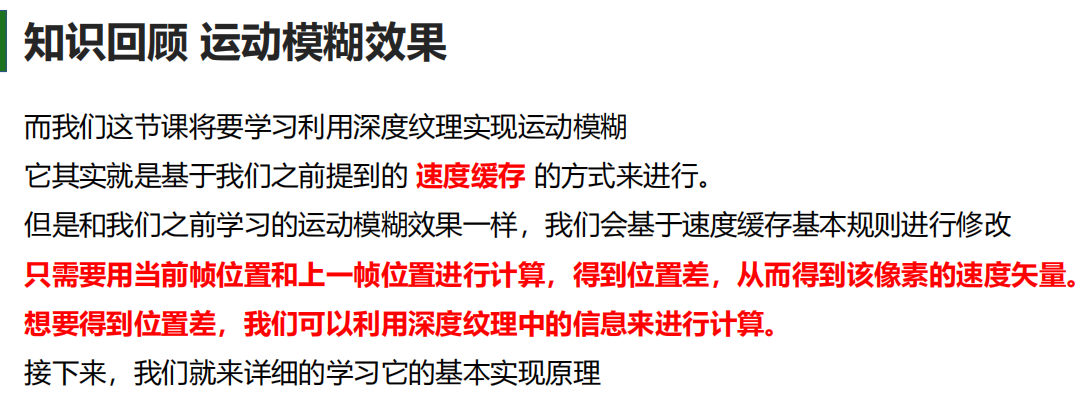 知识回顾 运动模糊效果
而我们这节课将要学习利用深度纹理实现运动模糊
它其实就是基于我们之前提到的 速度缓存 的方式来进行。
但是和我们之前学习的运动模糊效果一样，我们会基于速度缓存基本规则进行修改
只需要用当前帧位置和上一帧位置进行计算，得到位置差，从而得到该像素的速度矢量。
想要得到位置差，我们可以利用深度纹理中的信息来进行计算。
接下来，我们就来详细的学习它的基本实现原理